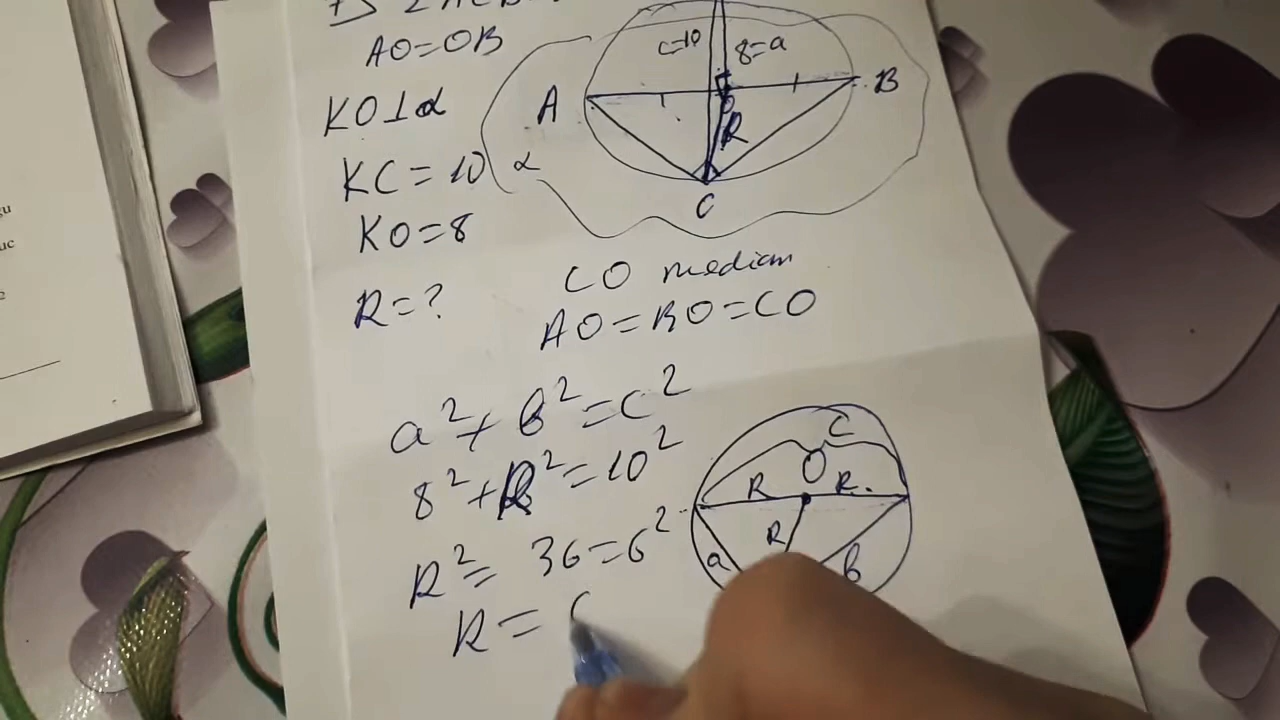 AO=OB
KO⊥α
KC=10
KO=8
R=?
c=10
8=a
A
B
O
R
α
C
CO median
AO=BO=CO
a²+b²=c²
8²+R²=10²
R²=36=6²
R=
C
O
R
R.
R
a
b